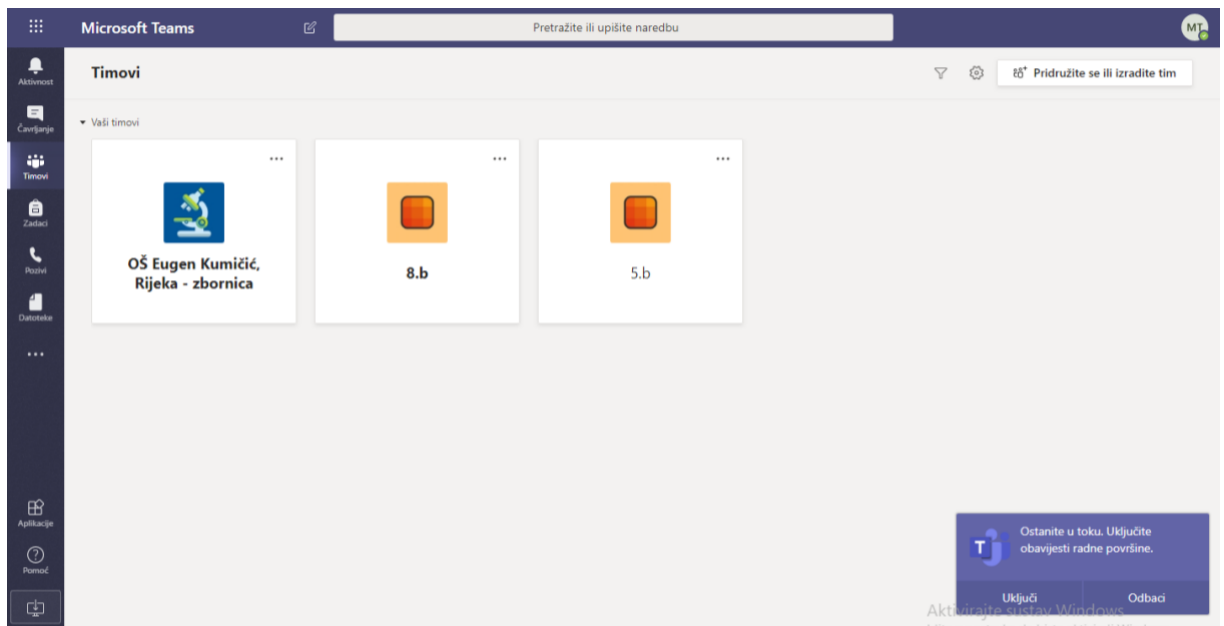 Microsoft Teams
Pretražite ili upišite naredbu
MT
Aktivnost
Čavrljanje
Timovi
Zadaci
Pozivi
Datoteke
Aplikacije
Pomoć
Timovi
Pridružite se ili izradite tim
Vaši timovi
OŠ Eugen Kumičić,
Rijeka - zbornica
8.b
5.b
T
Ostanite u toku. Uključite
obavijesti radne površine.
Uključi
Odbaci
Aktivirajte sustav Windows